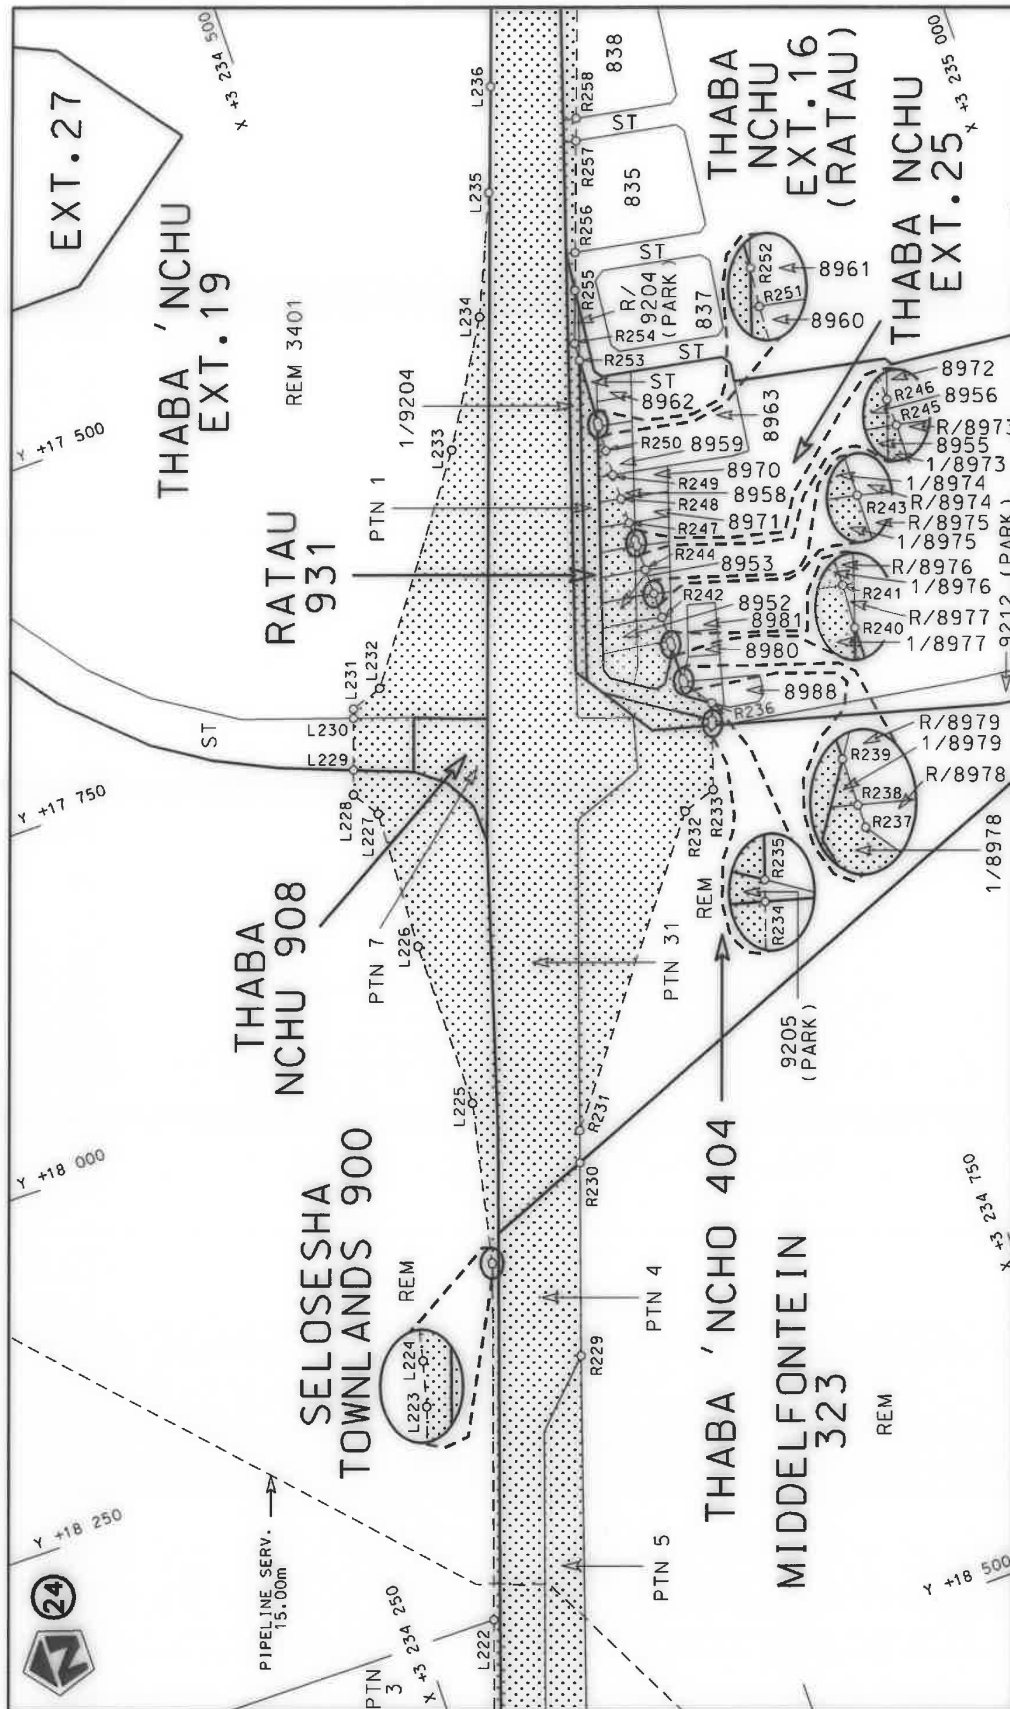 24
PIPELINE SERV.
15.00m
Y +18 250
Y +18 000
Y +17 750
Y +17 500
X +3 234 500
EXT.27
THABA 'NCHU
EXT.19
REM 3401
RATAU
931
THABA
NCHU 908
SELOSESHA
TOWNLANDS 900
REM
L223
L224
PTN
3
X +3 234 250
L222
L225
L226
L227
L228
L229
L230
L231
L232
L233
L234
L235
L236
ST
PTN 7
PTN 1
1/9204
R229
R230
R231
R232
R233
R236
R242
R244
R247
R248
R249
R250
R253
R254
R255
R256
R257
R258
838
ST
835
ST
R/
9204
(PARK)
837
ST
ST
8962
8963
8959
8970
8958
8971
8953
8952
8981
8980
8988
THABA
NCHU
EXT.16
(RATAU)
X +3 235 000
THABA NCHU
EXT.25
R252
R251
8961
8960
R246
R245
8972
8956
R/8973
8955
1/8973
R243
1/8974
R/8974
R/8975
1/8975
R241
R240
R/8976
1/8976
R/8977
1/8977
9212 (PARK)
R239
R238
R237
R/8979
1/8979
R/8978
1/8978
R235
R234
9205
(PARK)
PTN 31
REM
PTN 4
PTN 5
THABA 'NCHO 404
MIDDELFONTEIN
323
REM
X +3 234 750
Y +18 500